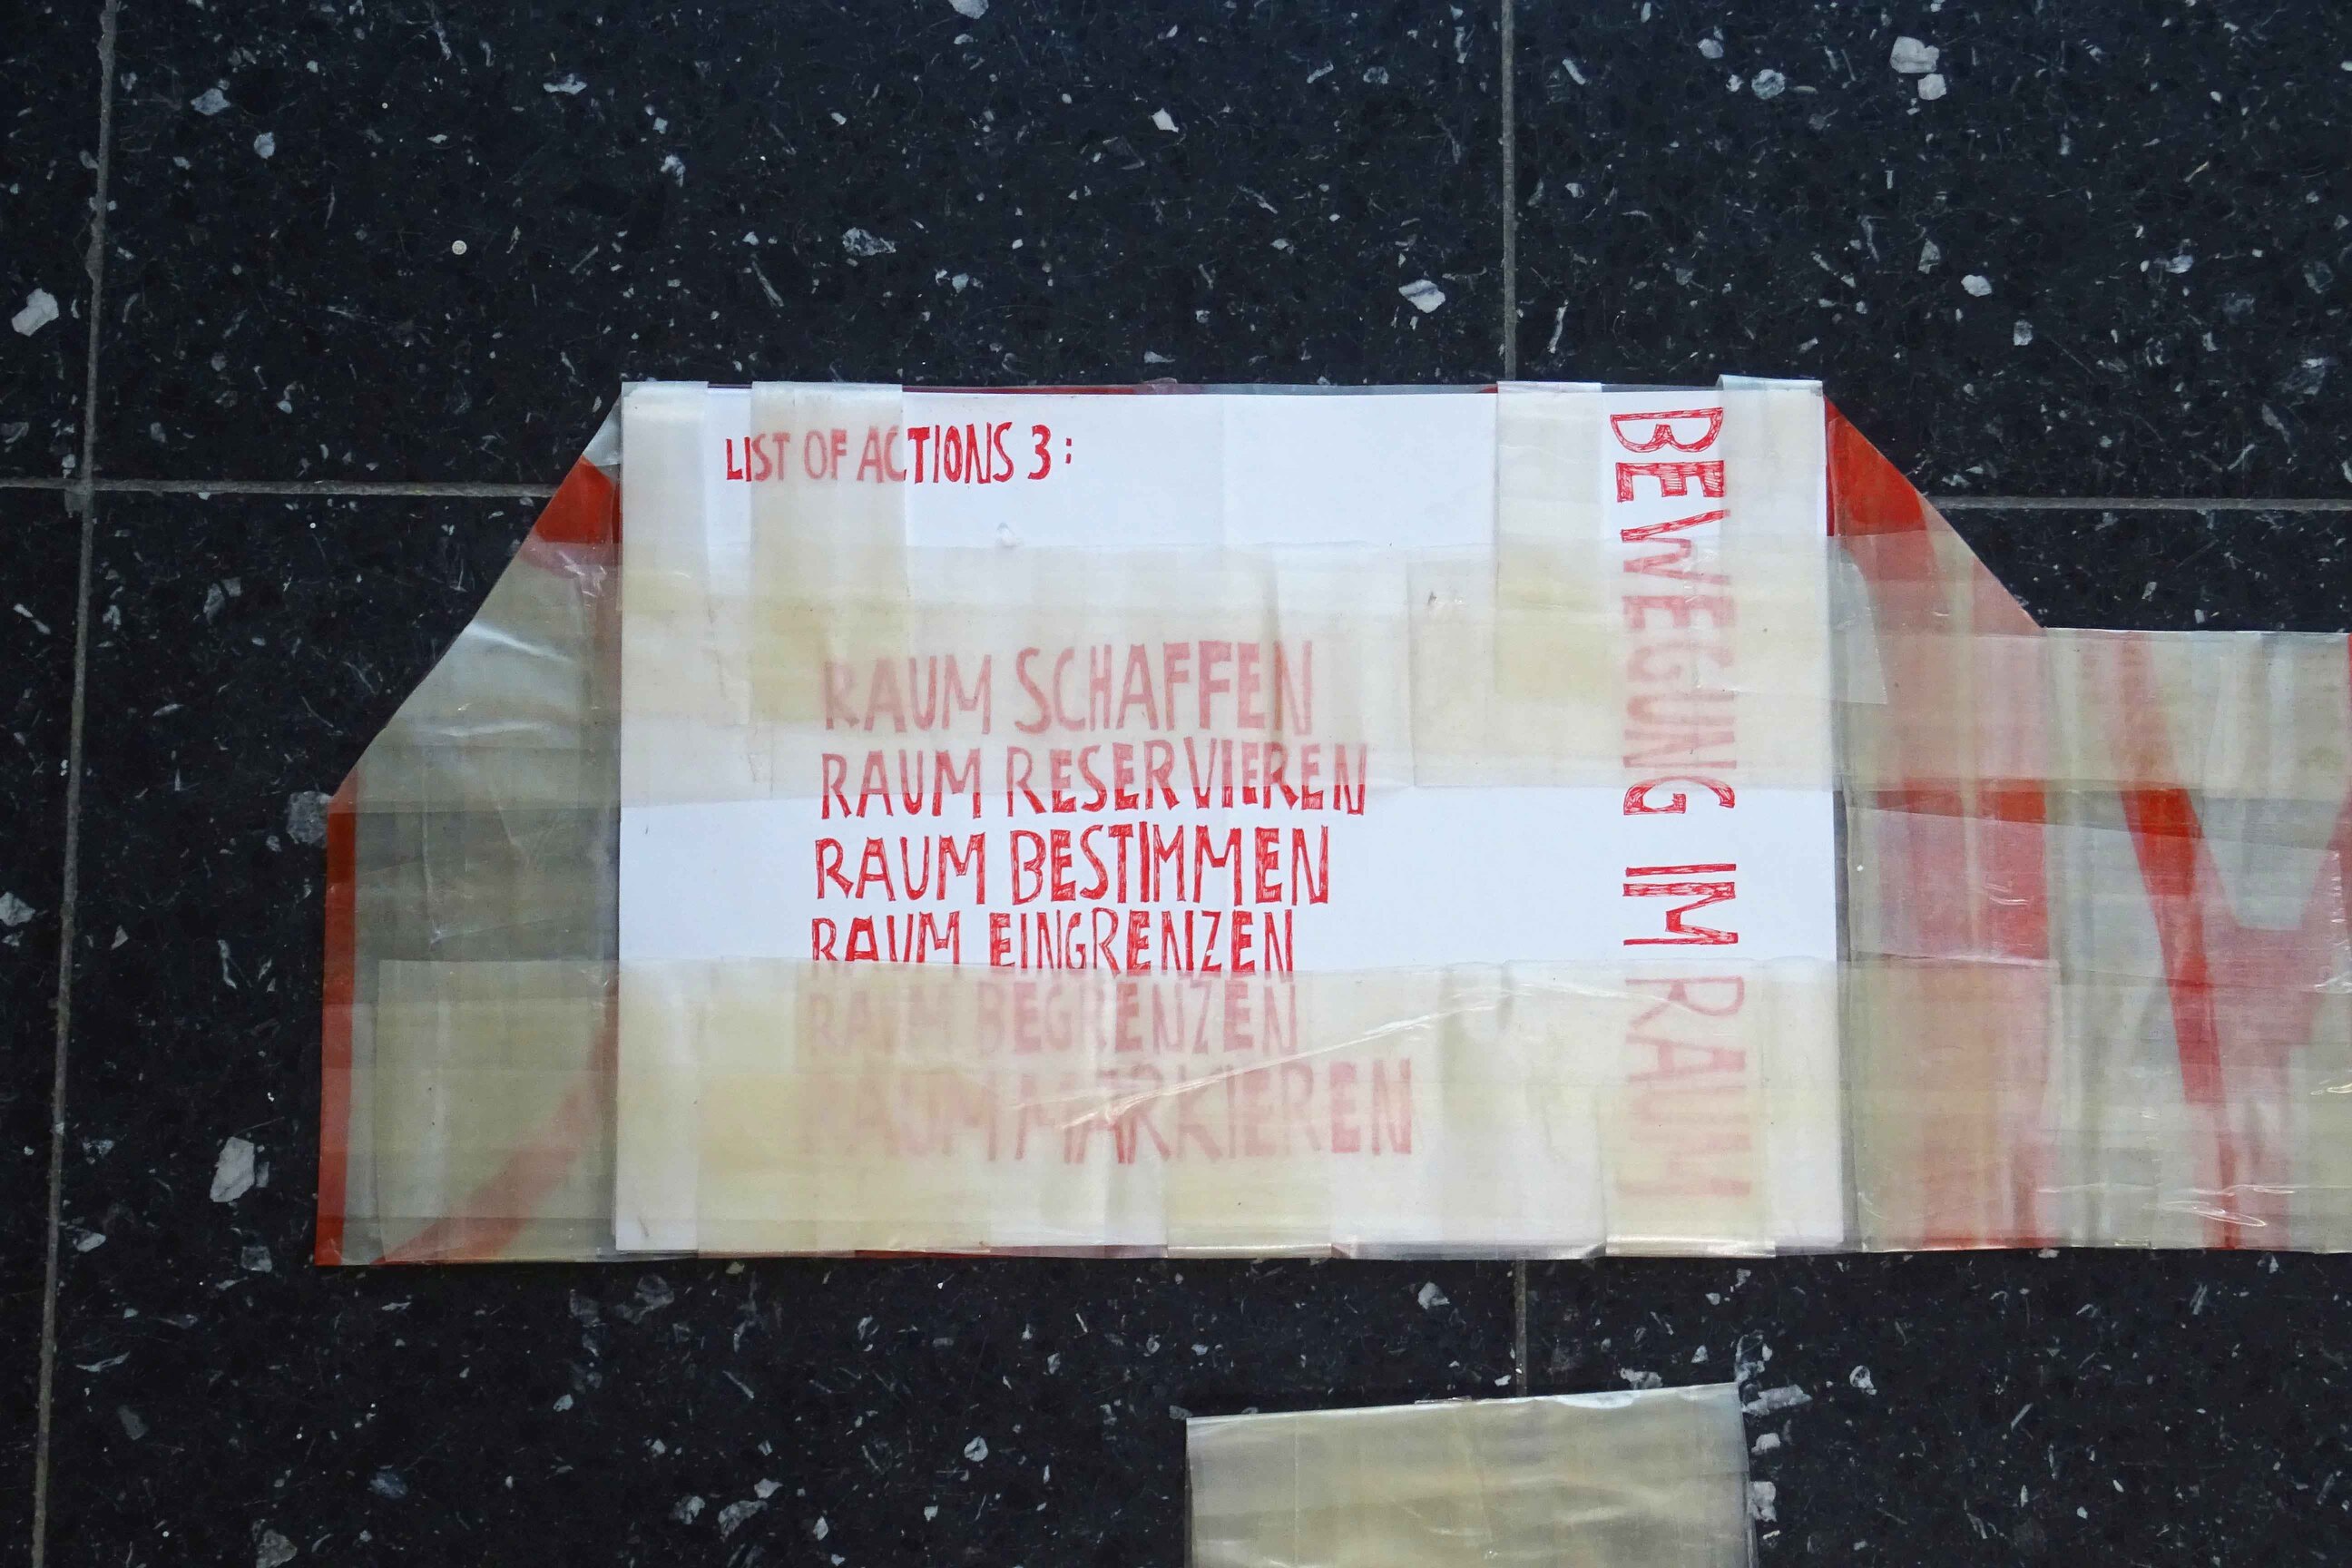 LIST OF ACTIONS 3:
RAUM SCHAFFEN
RAUM RESERVIEREN
RAUM BESTIMMEN
RAUM EINGRENZEN
RAUM BEGRENZEN
RAUM MARKIEREN
BEWEGUNG IM RAUM